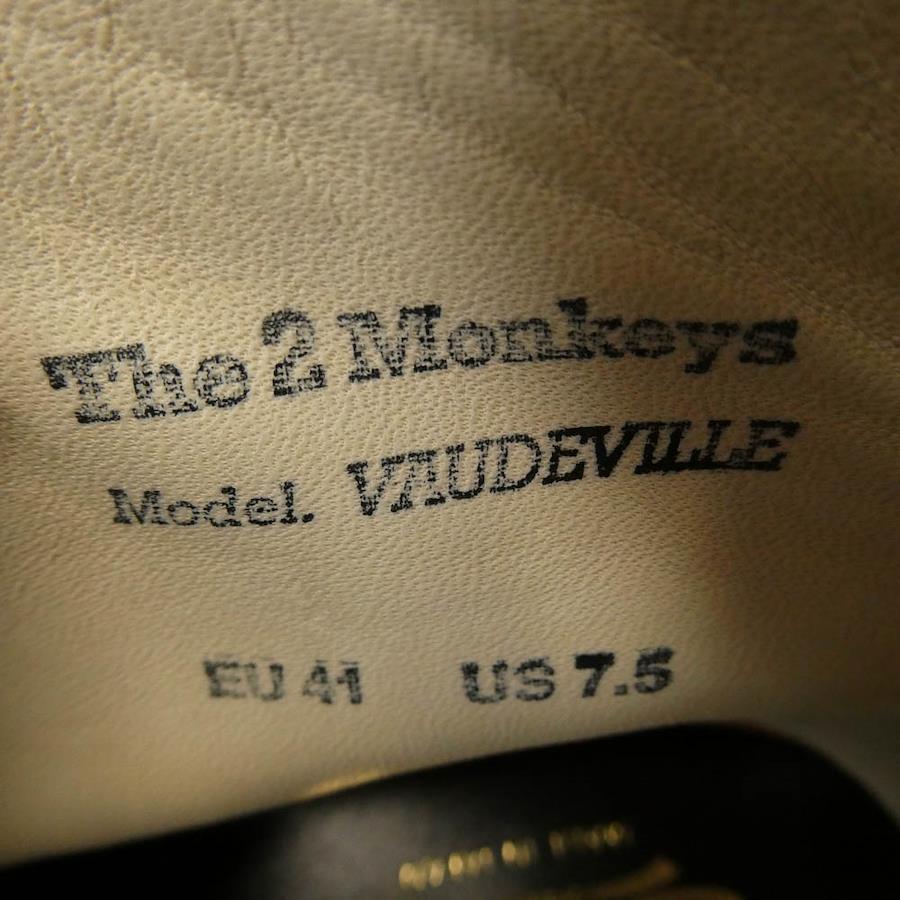 The 2 Monkeys
Model. VAUDEVILLE
EU 41 US 7.5